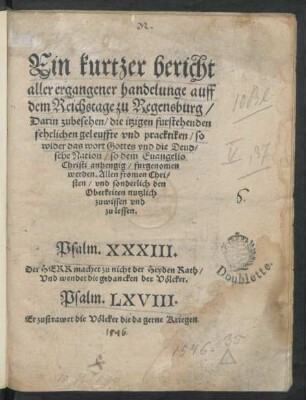 Ein kurtzer bericht
aller ergangener handelunge auff
dem Reichstage zu Regensburg /
Darin zubesehen / die itzigen furstehenden
fehrlichen geleuffte vnd practicken / so
wider das wort Gottes vnd die Deud-
sche Nation / so dem Euangelio
Christi anhengig / furgenomen
werden. Allen fromen Chri-
sten / vnd sonderlich den
Oberkeiten nutzlich
zuwissen vnd
zu lessen.
Psalm. XXXIII.
Der HERR machet zu nicht der Heyden Rath /
Vnd wendet die gedancken der Völcker.
Psalm. LXVIII.
Er zustrawet die Völcker die da gerne Kriegen
1546.
6.
Doublette.
1546. 35